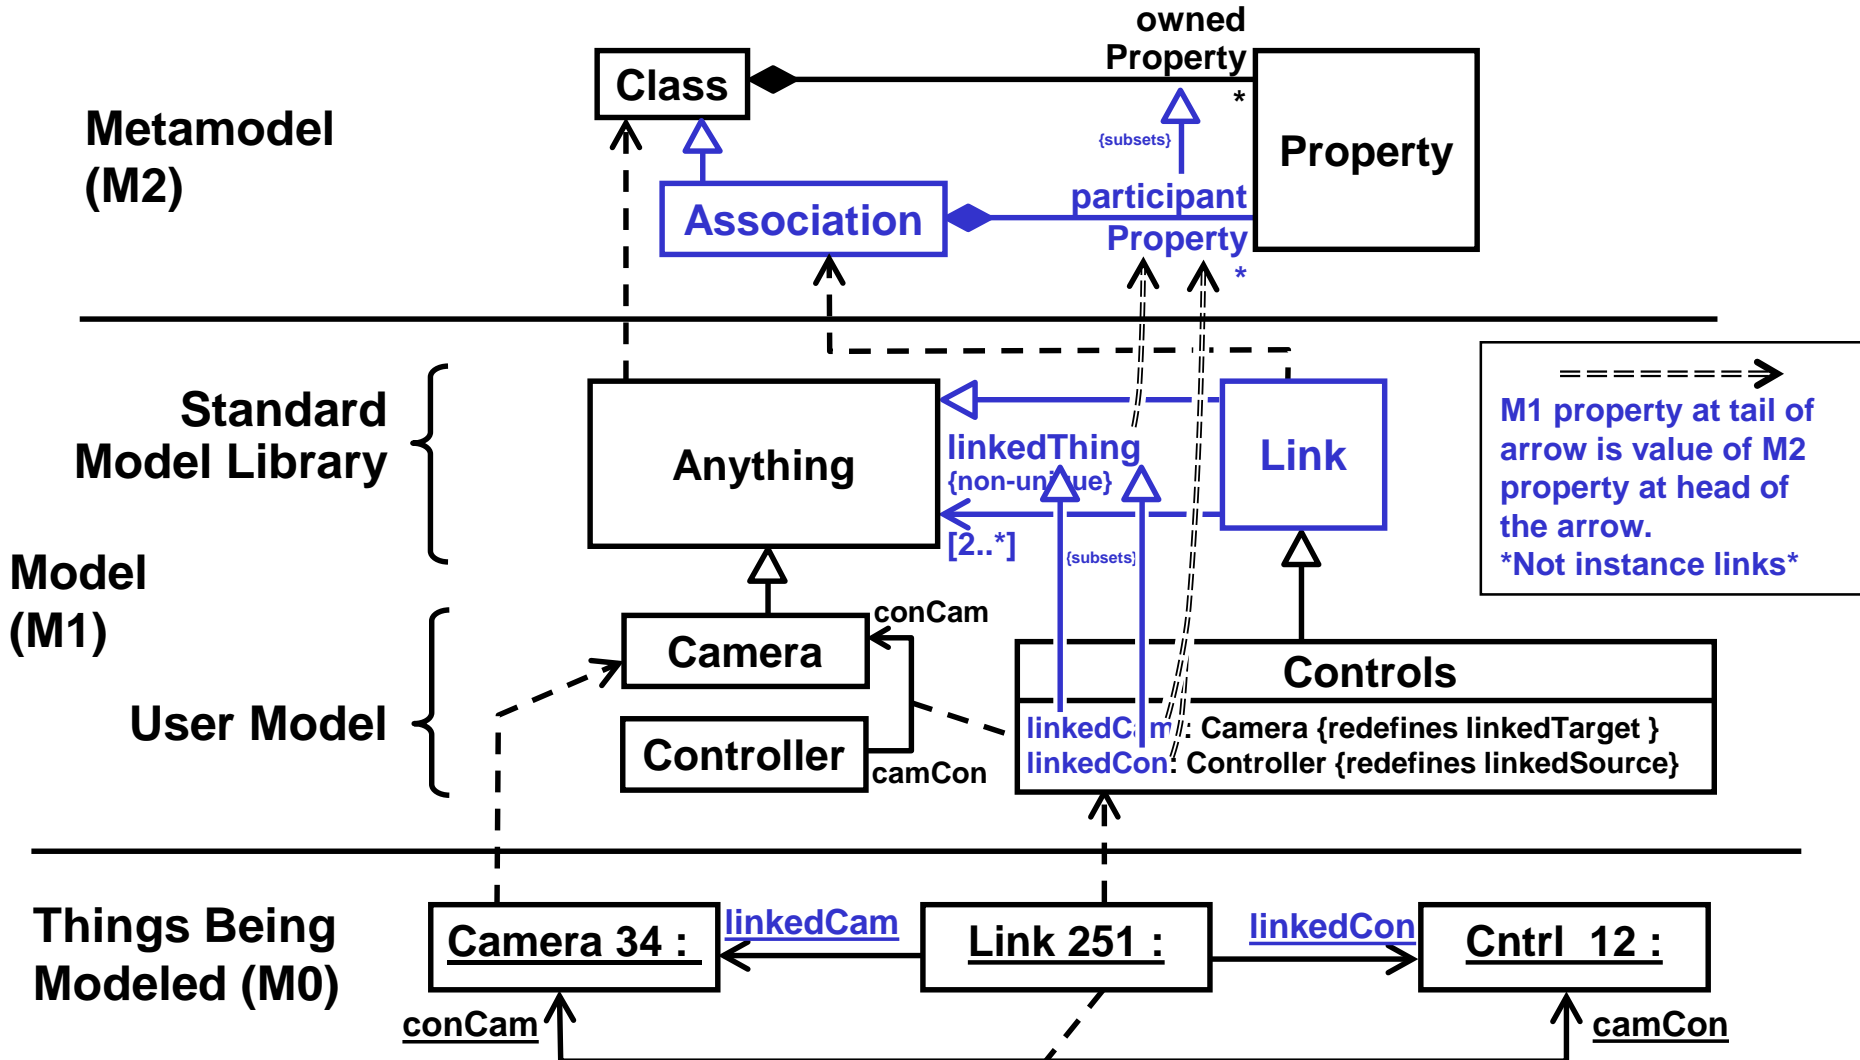 owned
Property
*
Class
Metamodel
(M2)
{subsets}
Property
participant
Association
Property
*
Standard
Model Library
Anything
linkedThing
{non-unique}
[2..*]
Link
{subsets}
M1 property at tail of
arrow is value of M2
property at head of
the arrow.
*Not instance links*
Model
(M1)
User Model
conCam
Camera
Controller
camCon
Controls
linkedCam : Camera {redefines linkedTarget }
linkedCon: Controller {redefines linkedSource}
Things Being
Modeled (M0)
Camera 34 :
linkedCam
Link 251 :
linkedCon
Cntrl 12 :
conCam
camCon